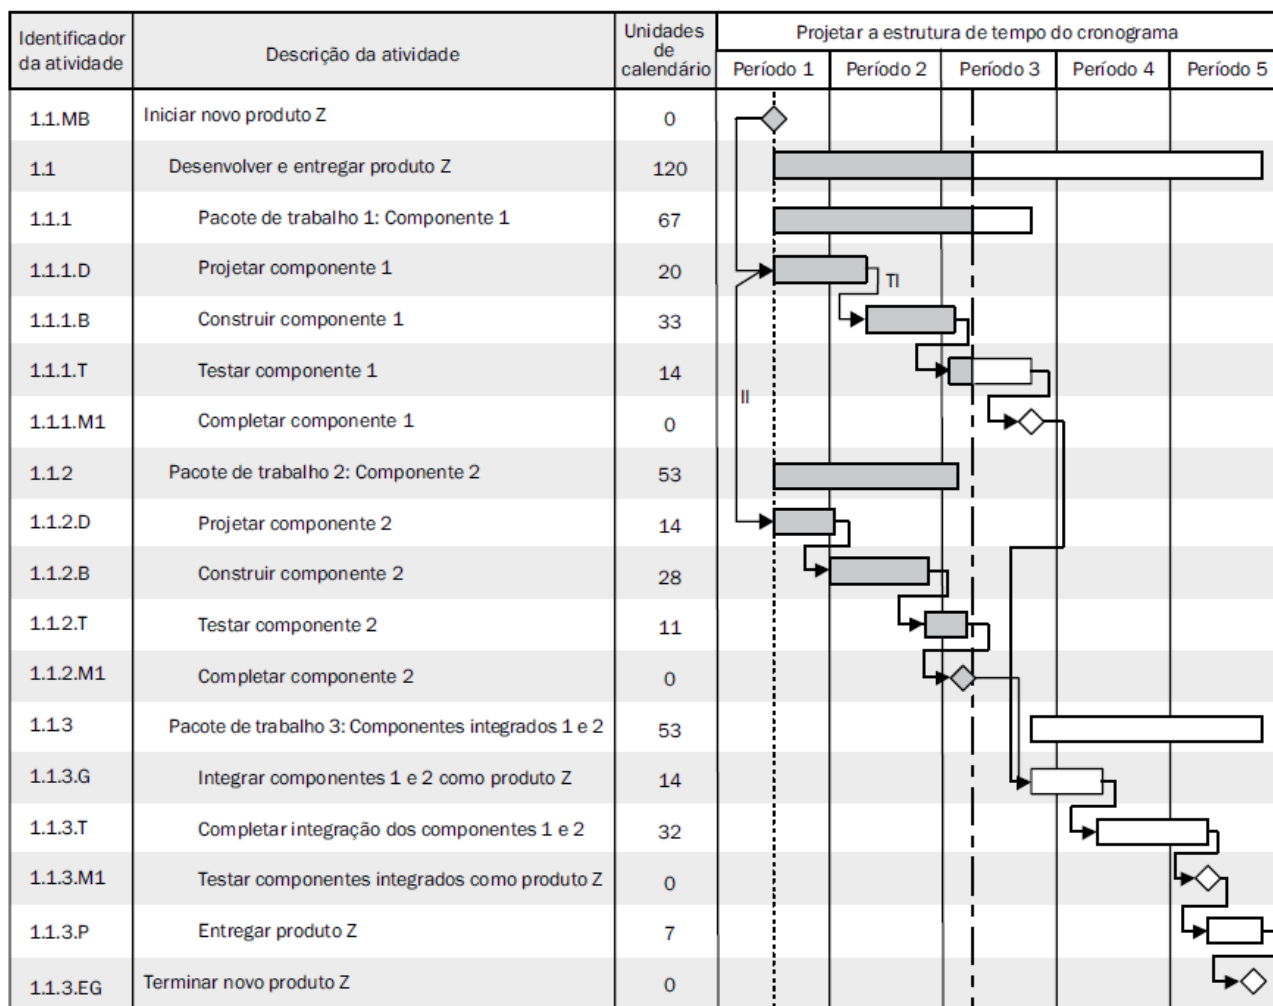 Identificador da atividade Descrição da atividade Unidades de calendário Projetar a estrutura de tempo do cronograma
Período 1 Período 2 Período 3 Período 4 Período 5
1.1.MB Iniciar novo produto Z 0
1.1 Desenvolver e entregar produto Z 120
1.1.1 Pacote de trabalho 1: Componente 1 67
1.1.1.D Projetar componente 1 20 TI
1.1.1.B Construir componente 1 33
1.1.1.T Testar componente 1 14
II
1.1.1.M1 Completar componente 1 0
1.1.2 Pacote de trabalho 2: Componente 2 53
1.1.2.D Projetar componente 2 14
1.1.2.B Construir componente 2 28
1.1.2.T Testar componente 2 11
1.1.2.M1 Completar componente 2 0
1.1.3 Pacote de trabalho 3: Componentes integrados 1 e 2 53
1.1.3.G Integrar componentes 1 e 2 como produto Z 14
1.1.3.T Completar integração dos componentes 1 e 2 32
1.1.3.M1 Testar componentes integrados como produto Z 0
1.1.3.P Entregar produto Z 7
1.1.3.EG Terminar novo produto Z 0